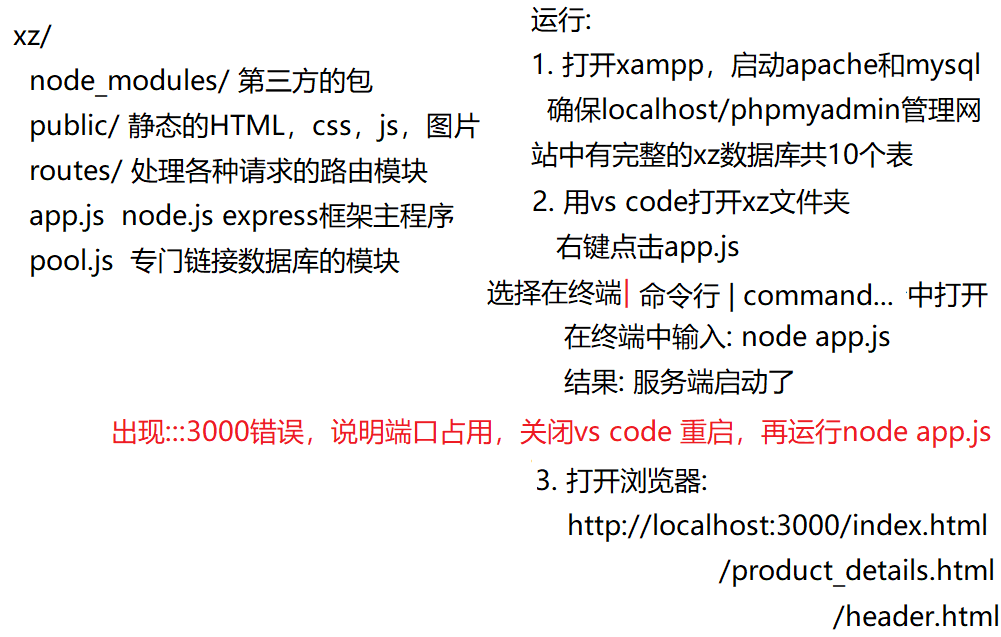 xz/
node_modules/ 第三方的包
public/ 静态的HTML，css，js，图片
routes/ 处理各种请求的路由模块
app.js  node.js express框架主程序
pool.js  专门链接数据库的模块
运行:
1. 打开xampp，启动apache和mysql
确保localhost/phpmyadmin管理网
站中有完整的xz数据库共10个表
2. 用vs code打开xz文件夹
右键点击app.js
选择在终端| 命令行 | command... 中打开
在终端中输入: node app.js
结果: 服务端启动了
出现:::3000错误，说明端口占用，关闭vs code 重启，再运行node app.js
3. 打开浏览器:
http://localhost:3000/index.html
/product_details.html
/header.html